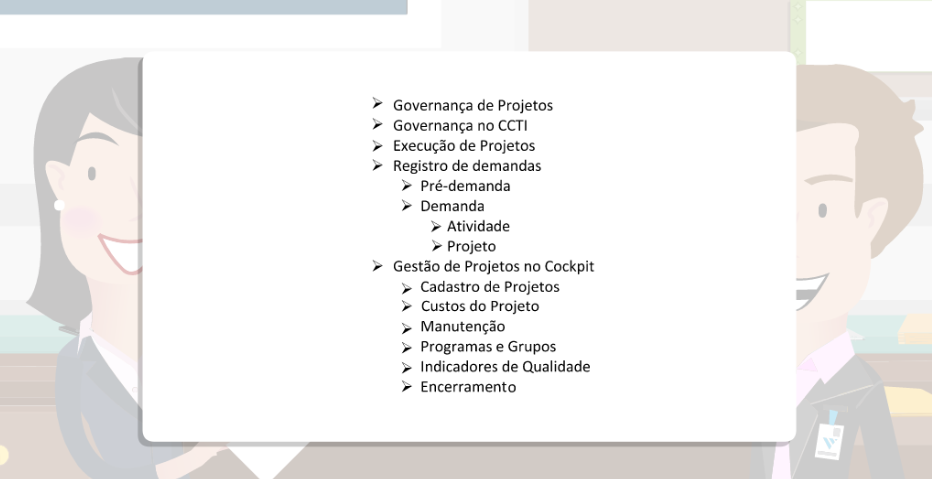 Governança de Projetos
Governança no CCTI
Execução de Projetos
Registro de demandas
Pré-demanda
Demanda
Atividade
Projeto
Gestão de Projetos no Cockpit
Cadastro de Projetos
Custos do Projeto
Manutenção
Programas e Grupos
Indicadores de Qualidade
Encerramento